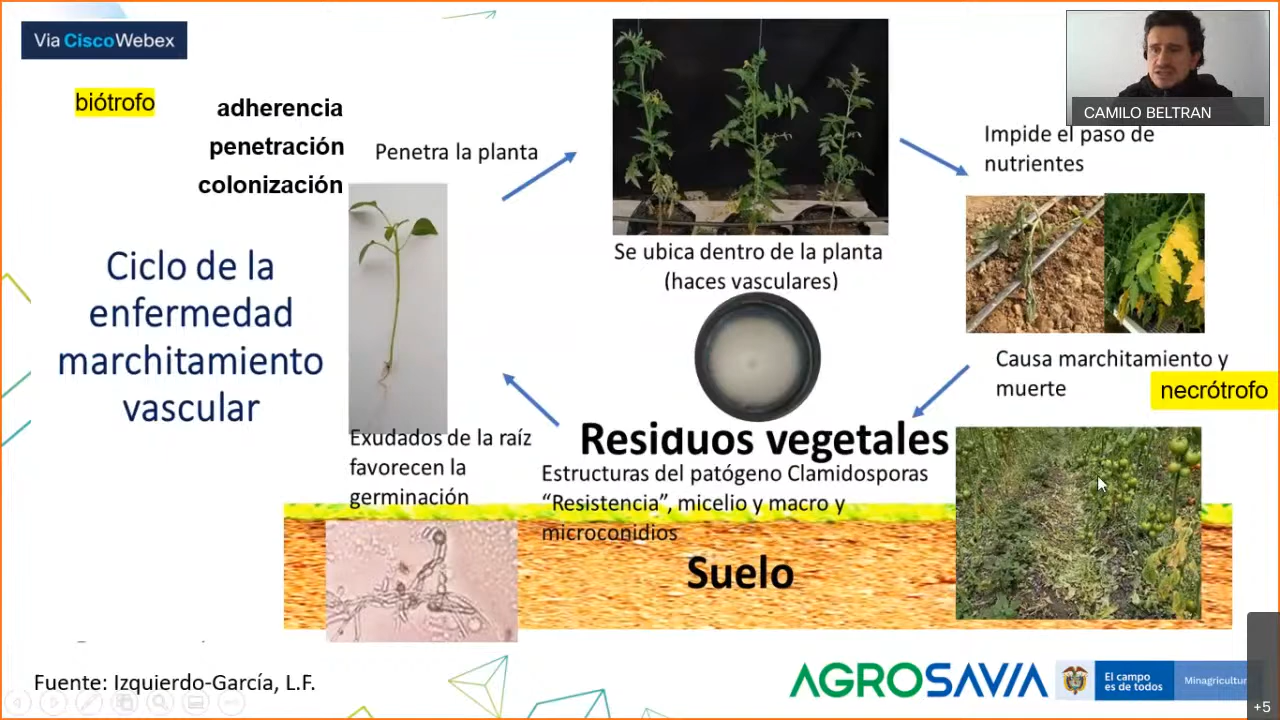 Via CiscoWebex
biótrofo
adherencia
penetración
colonización
Penetra la planta
CAMILO BELTRAN
Impide el paso de
nutrientes
Se ubica dentro de la planta
(haces vasculares)
Ciclo de la
enfermedad
marchitamiento
vascular
Causa marchitamiento y
muerte
necrótrofo
Exudados de la raíz
favorecen la
germinación
Residuos vegetales
Estructuras del patógeno Clamidosporas
“Resistencia”, micelio y macro y
microconidios
Suelo
Fuente: Izquierdo-García, L.F.
AGROSAVIA
El campo
es de todos
Minagricultur
+5